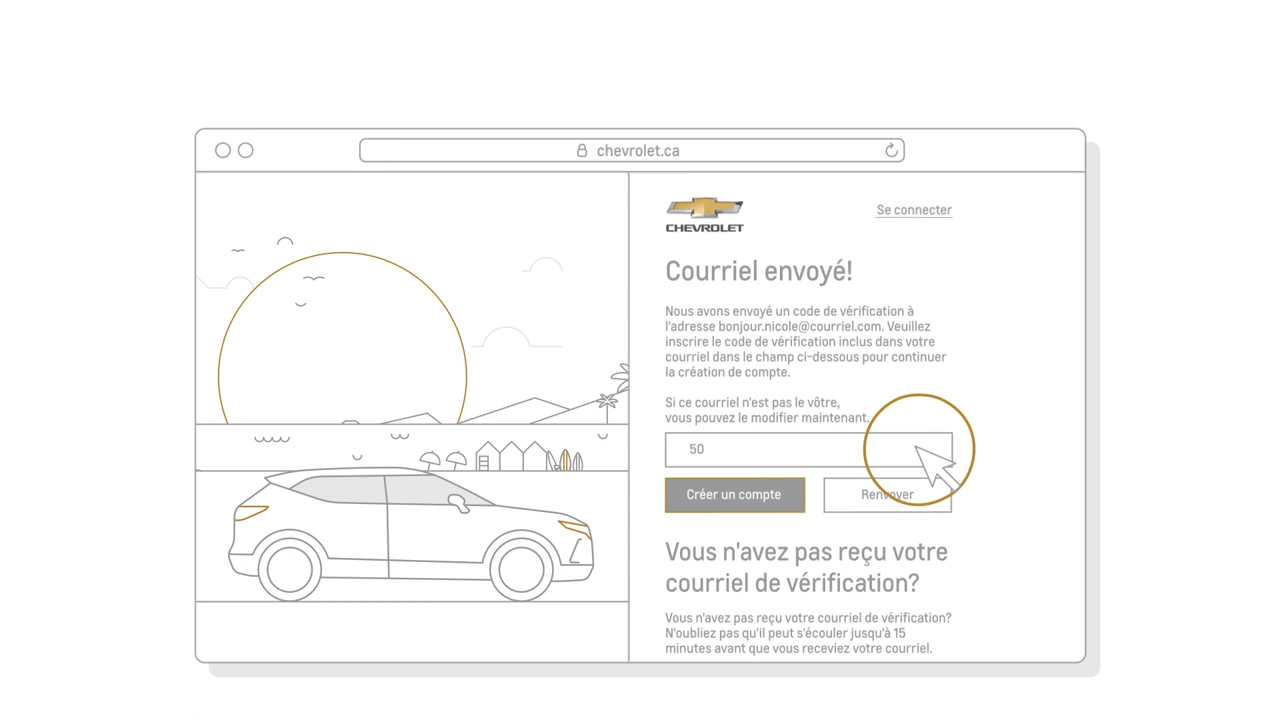 chevrolet.ca
CHEVROLET
Se connecter
Courriel envoyé!
Nous avons envoyé un code de vérification à
l'adresse bonjour.nicole@courriel.com. Veuillez
inscrire le code de vérification inclus dans votre
courriel dans le champ ci-dessous pour continuer
la création de compte.
Si ce courriel n'est pas le vôtre,
vous pouvez le modifier maintenant.
50
Créer un compte
Renvoyer
Vous n'avez pas reçu votre
courriel de vérification?
Vous n'avez pas reçu votre courriel de vérification?
N'oubliez pas qu'il peut s'écouler jusqu'à 15
minutes avant que vous receviez votre courriel.